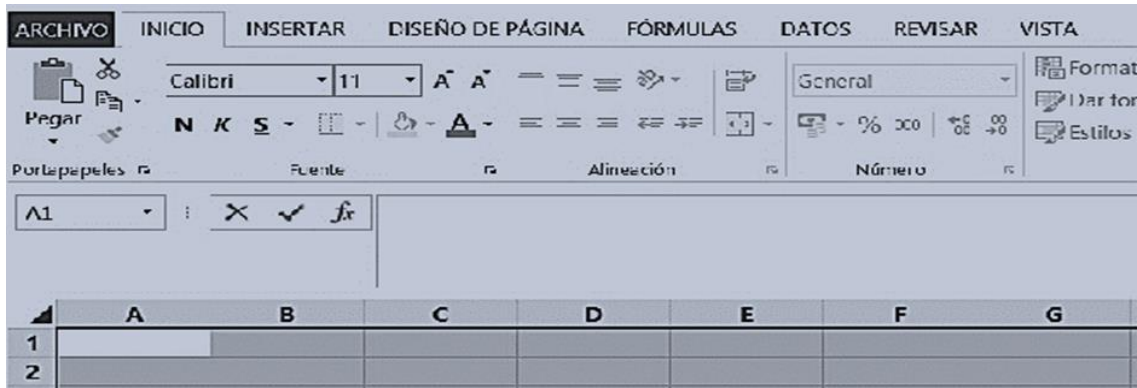 ARCHIVO INICIO INSERTAR DISEÑO DE PÁGINA FÓRMULAS DATOS REVISAR VISTA
Calibri 11 A A General Format
Pegar N K S A % 000 Dar for
Estilos
Portapapeles Fuente Alineación Número
A1 fx
A B C D E F G
1
2